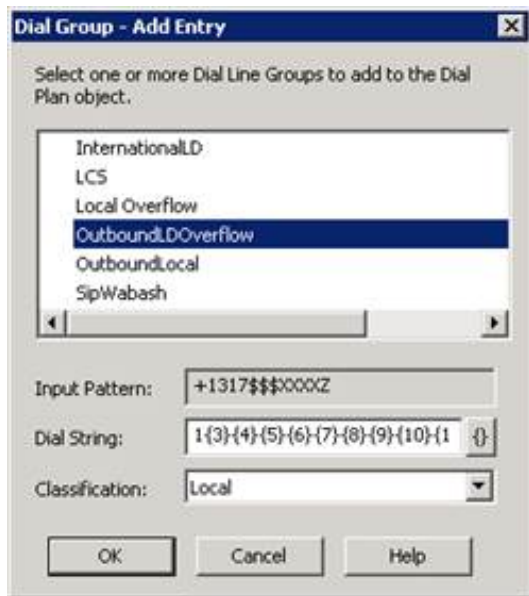 Dial Group - Add Entry
Select one or more Dial Line Groups to add to the Dial
Plan object.
InternationalLD
LCS
Local Overflow
OutboundLDOverflow
OutboundLocal
SipWabash
Input Pattern: +1317$$$XXXXZ
Dial String: 1{3}{4}{5}{6}{7}{8}{9}{10}{1 {}
Classification: Local
OK Cancel Help